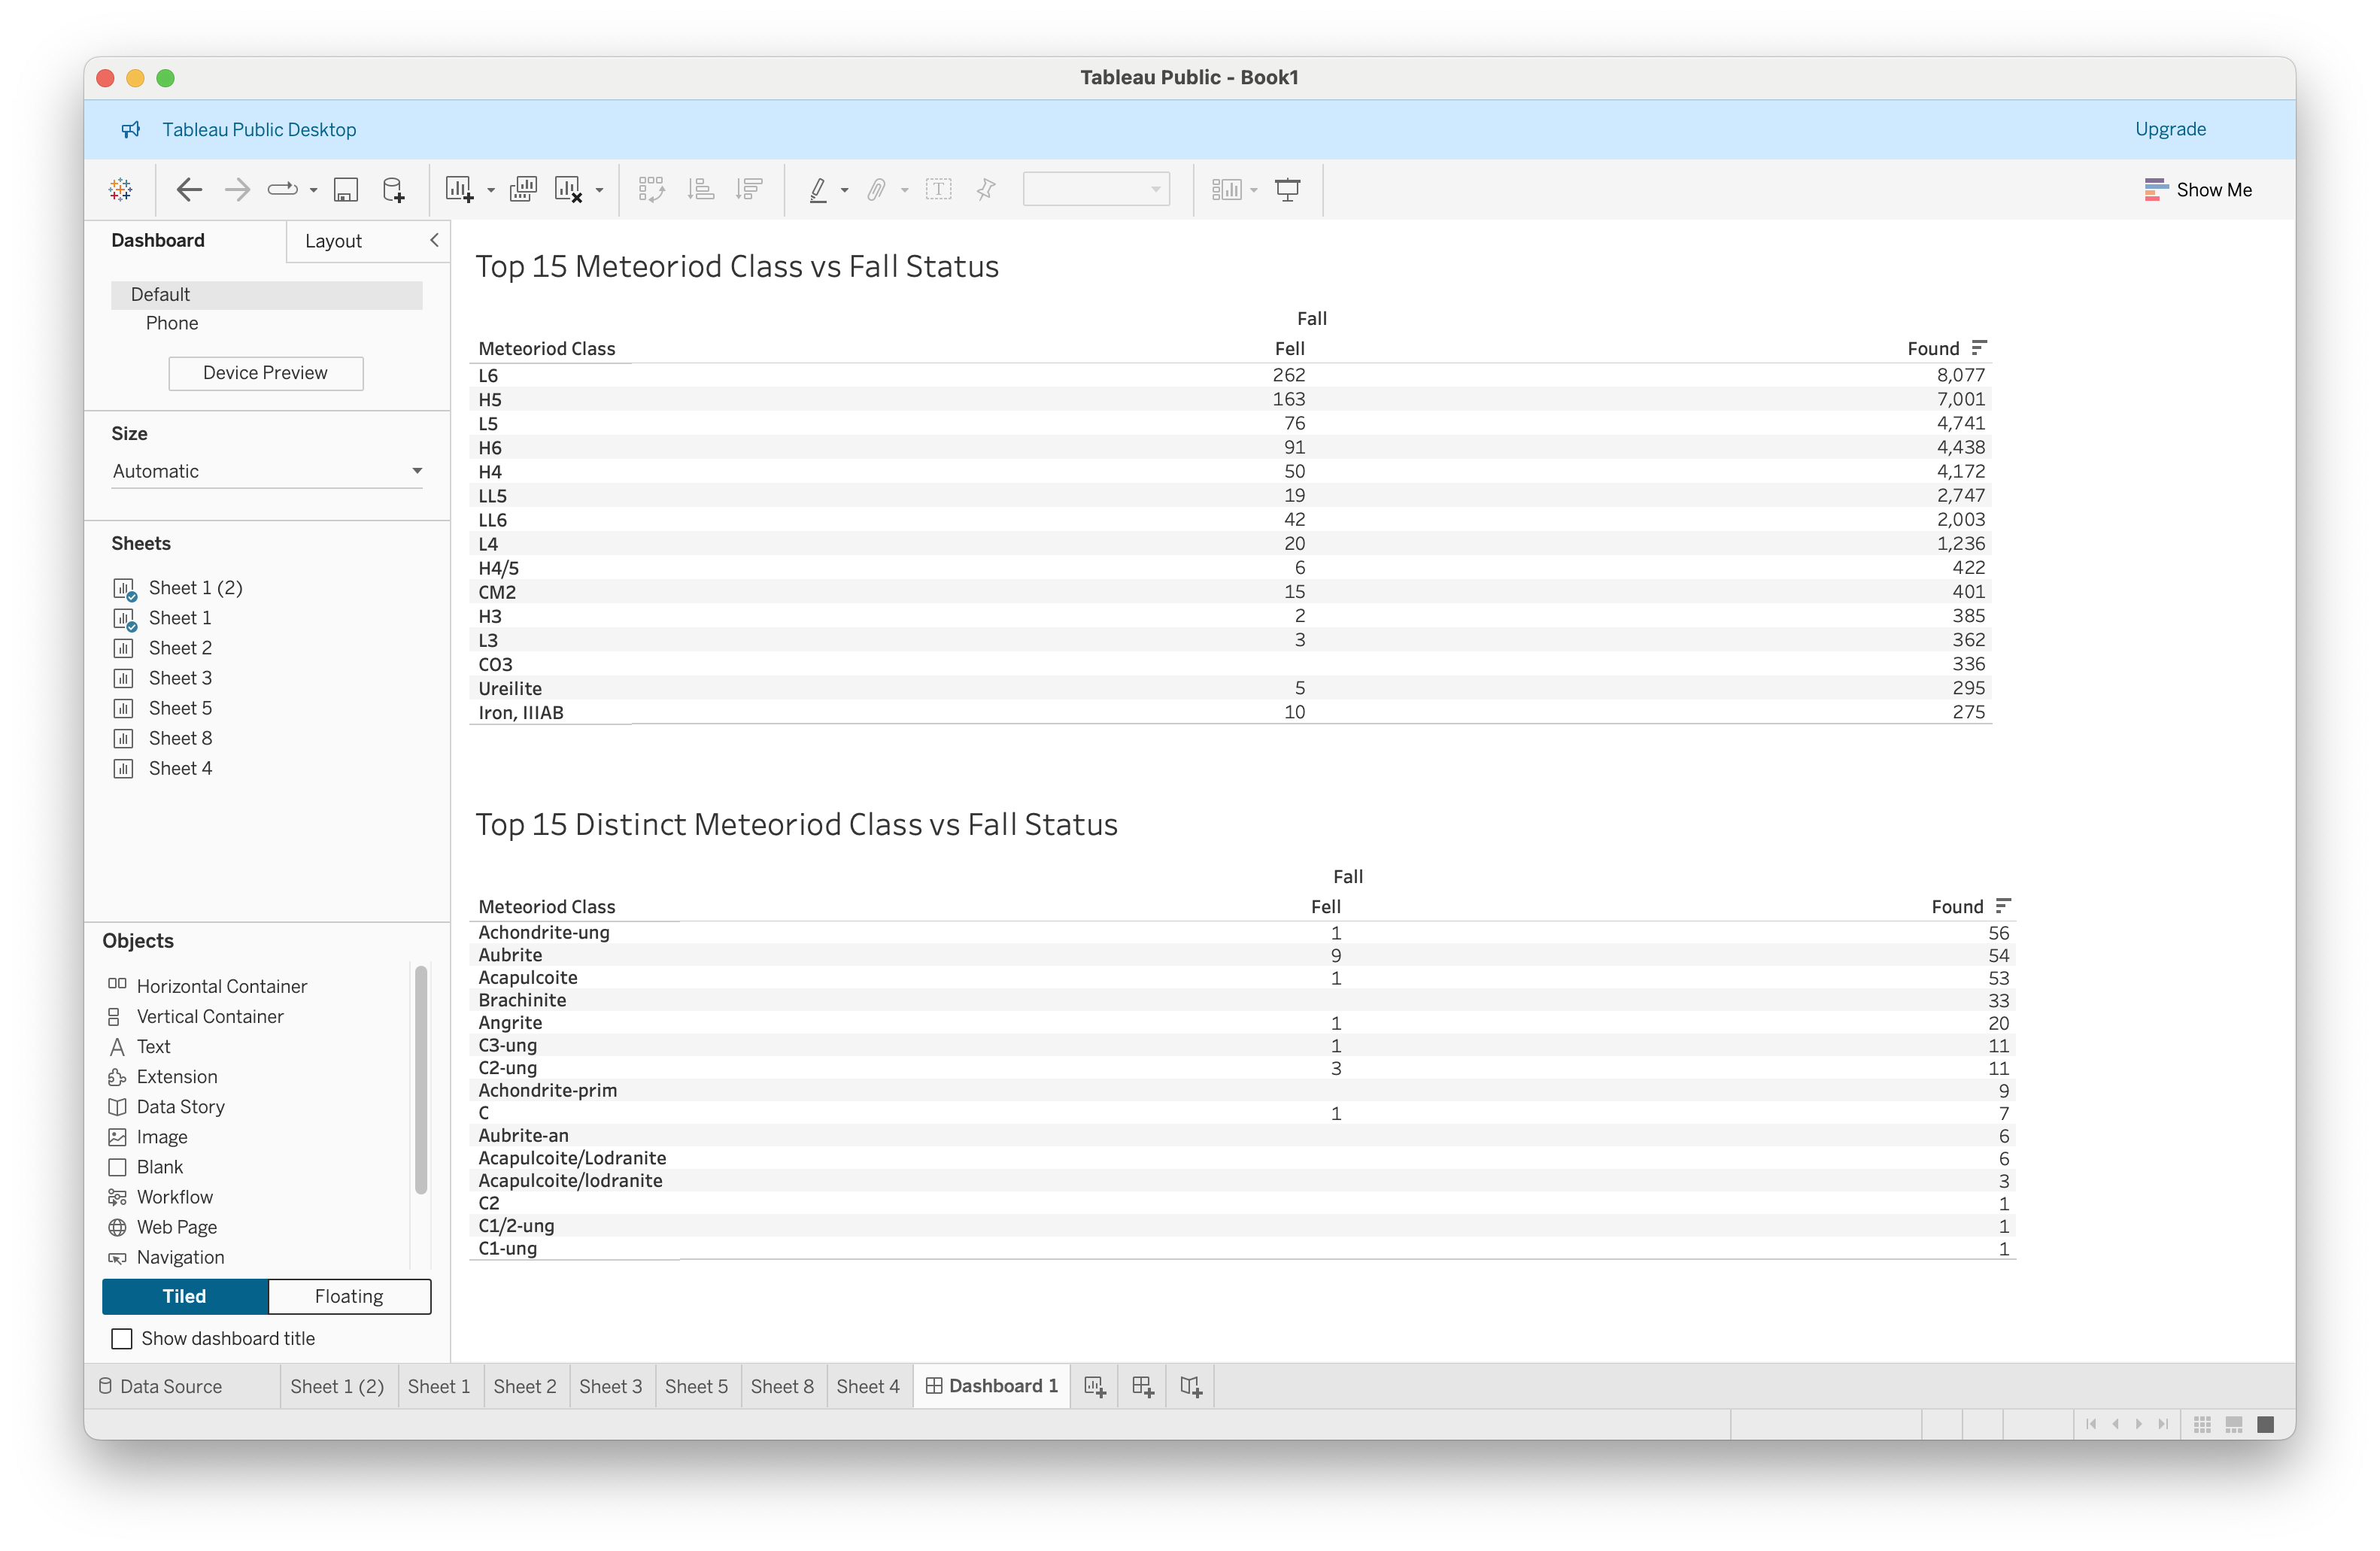 Tableau Public - Book1
Tableau Public Desktop
Upgrade
Show Me
Dashboard
Layout
Default
Phone
Device Preview
Size
Automatic
Sheets
Sheet 1 (2)
Sheet 1
Sheet 2
Sheet 3
Sheet 5
Sheet 8
Sheet 4
Objects
Horizontal Container
Vertical Container
Text
Extension
Data Story
Image
Blank
Workflow
Web Page
Navigation
Tiled Floating
Show dashboard title
Top 15 Meteoriod Class vs Fall Status
Fall
Meteoriod Class Fell Found
L6 262 8,077
H5 163 7,001
L5 76 4,741
H6 91 4,438
H4 50 4,172
LL5 19 2,747
LL6 42 2,003
L4 20 1,236
H4/5 6 422
CM2 15 401
H3 2 385
L3 3 362
CO3 336
Ureilite 5 295
Iron, IIIAB 10 275
Top 15 Distinct Meteoriod Class vs Fall Status
Fall
Meteoriod Class Fell Found
Achondrite-ung 1 56
Aubrite 9 54
Acapulcoite 1 53
Brachinite 33
Angrite 1 20
C3-ung 1 11
C2-ung 3 11
Achondrite-prim 9
C 1 7
Aubrite-an 6
Acapulcoite/Lodranite 6
Acapulcoite/lodranite 3
C2 1
C1/2-ung 1
C1-ung 1
Data Source Sheet 1 (2) Sheet 1 Sheet 2 Sheet 3 Sheet 5 Sheet 8 Sheet 4 Dashboard 1